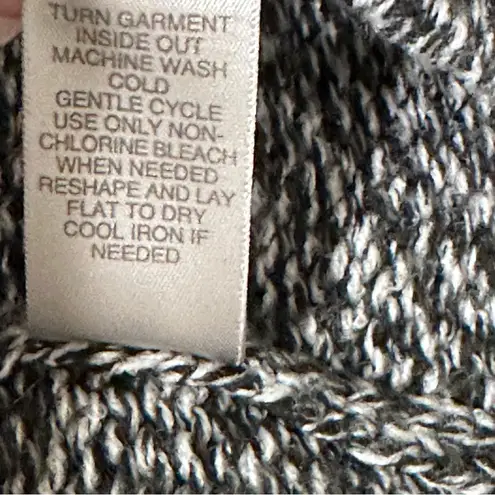 TURN GARMENT
INSIDE OUT
MACHINE WASH
COLD
GENTLE CYCLE
USE ONLY NON-
CHLORINE BLEACH
WHEN NEEDED
RESHAPE AND LAY
FLAT TO DRY
COOL IRON IF
NEEDED